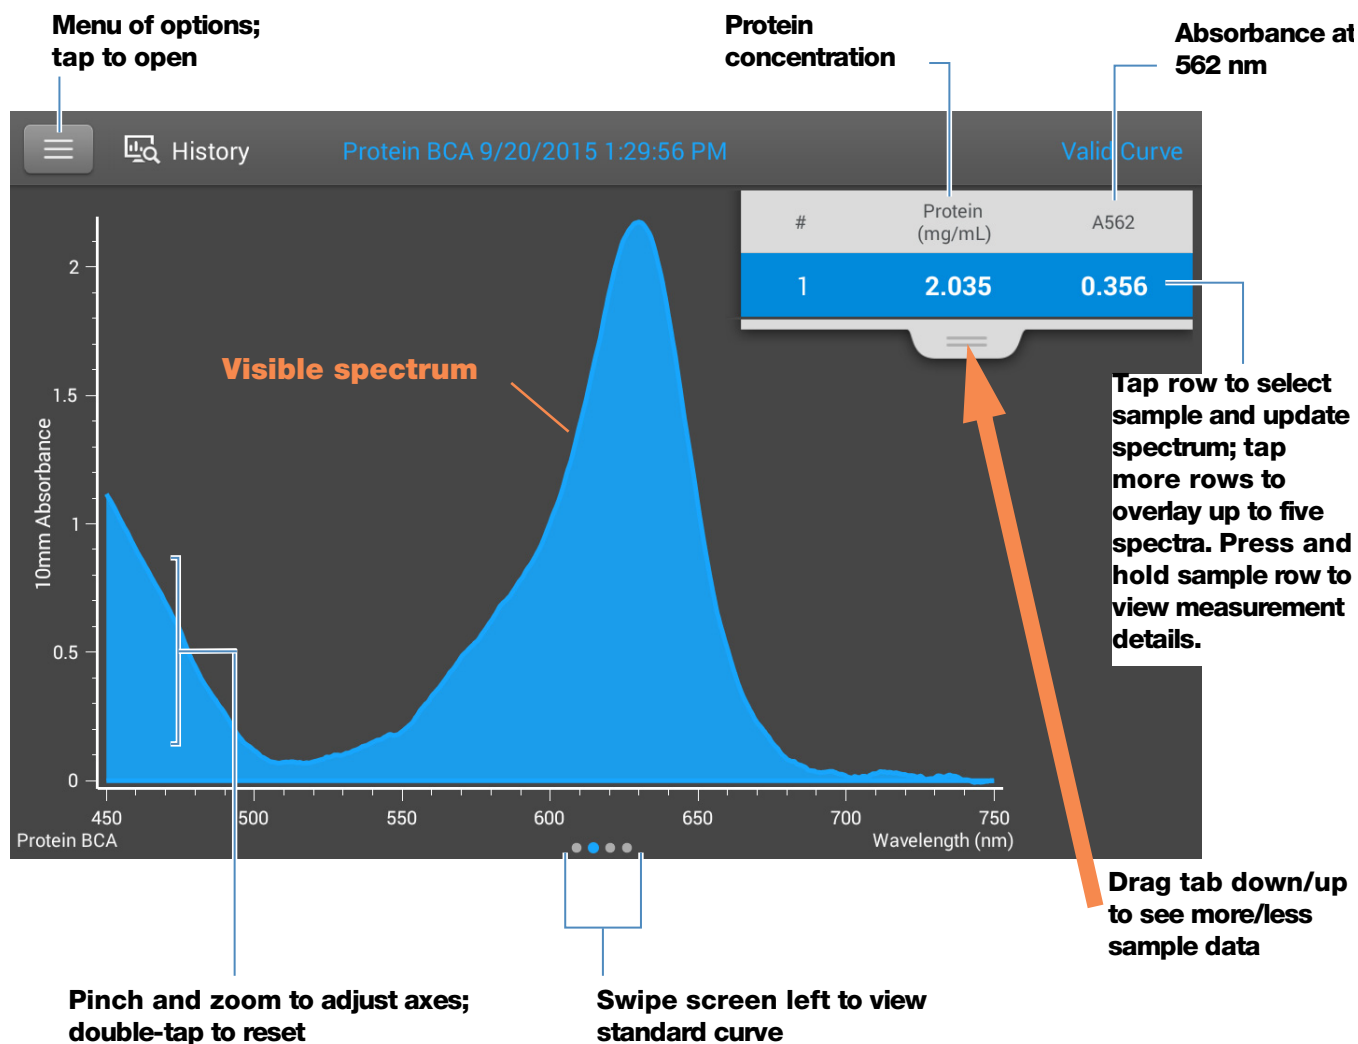 Menu of options;
tap to open
Protein
concentration
Absorbance at
562 nm
History
Protein BCA 9/20/2015 1:29:56 PM
Valid Curve
#
Protein
(mg/mL)
A562
1
2.035
0.356
Visible spectrum
Tap row to select
sample and update
spectrum; tap
more rows to
overlay up to five
spectra. Press and
hold sample row to
view measurement
details.
10mm Absorbance
2
1.5
1
0.5
0
450
500
550
600
650
700
750
Protein BCA
Wavelength (nm)
Drag tab down/up
to see more/less
sample data
Pinch and zoom to adjust axes;
double-tap to reset
Swipe screen left to view
standard curve